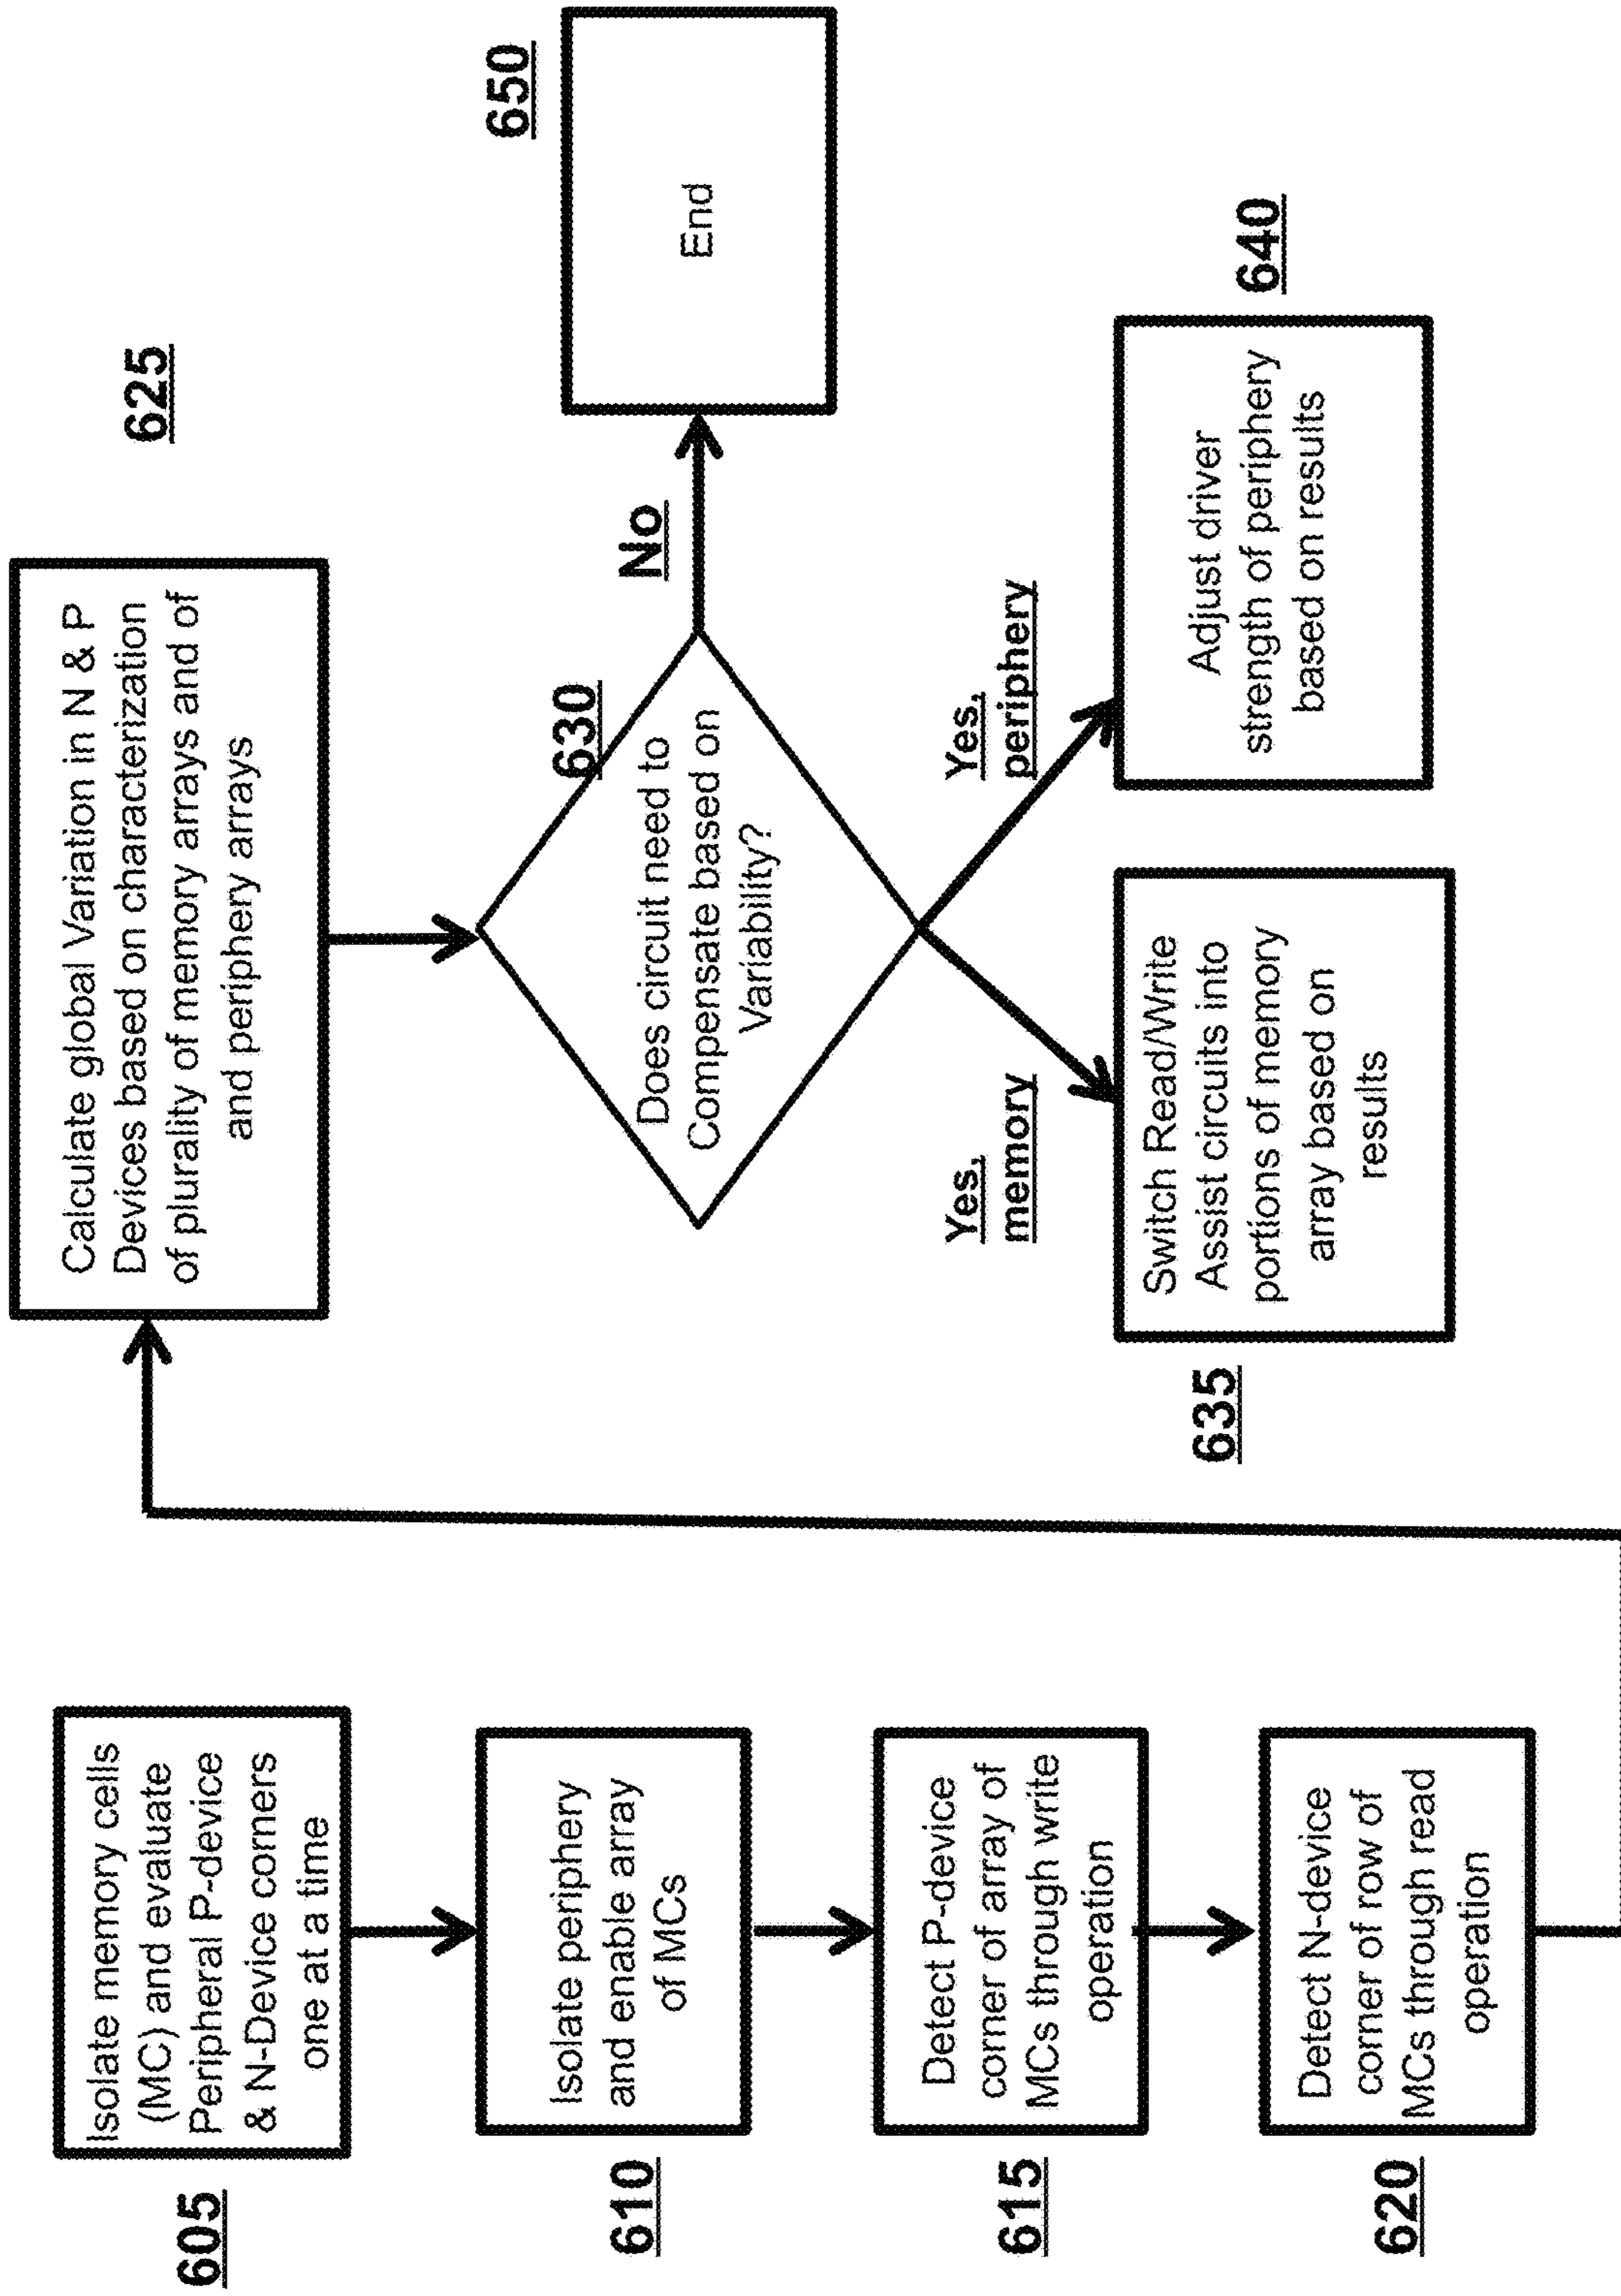 605
Isolate memory cells
(MC) and evaluate
Peripheral P-device
& N-Device corners
one at a time
610
Isolate periphery
and enable array
of MCs
615
Detect P-device
corner of array of
MCs through write
operation
620
Detect N-device
corner of row of
MCs through read
operation
625
Calculate global Variation in N & P
Devices based on characterization
of plurality of memory arrays and of
and periphery arrays
630
Does circuit need to
Compensate based on
Variability?
No
650
End
Yes,
memory
Yes,
periphery
635
Switch Read/Write
Assist circuits into
portions of memory
array based on
results
640
Adjust driver
strength of periphery
based on results